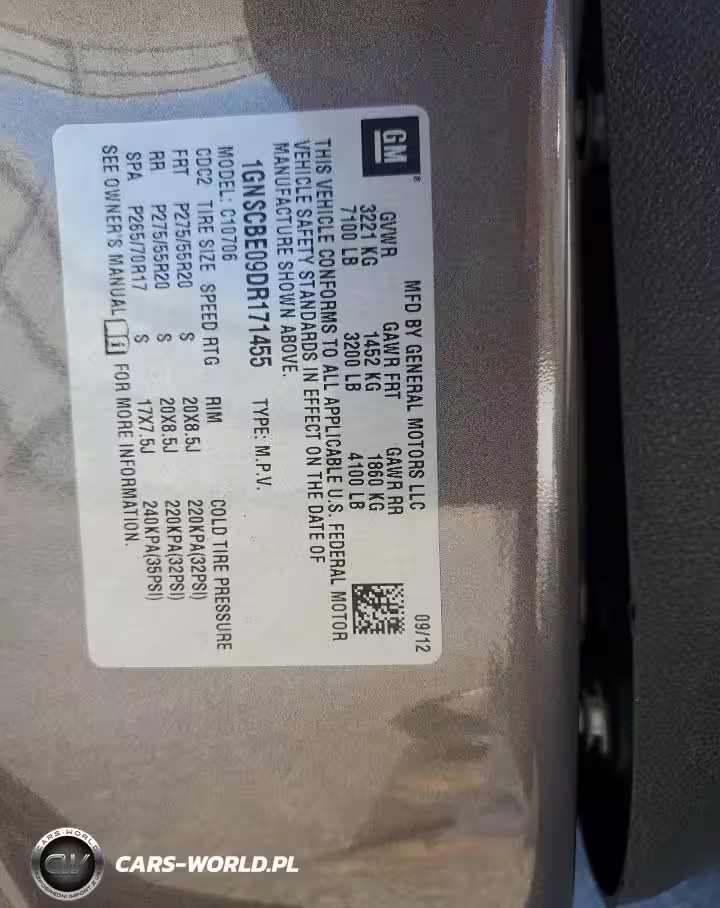 GM®
MFD BY GENERAL MOTORS LLC 09/12
GVWR GAWR FRT GAWR RR
3221 KG 1452 KG 1860 KG
7100 LB 3200 LB 4100 LB
THIS VEHICLE CONFORMS TO ALL APPLICABLE U.S. FEDERAL MOTOR
VEHICLE SAFETY STANDARDS IN EFFECT ON THE DATE OF
MANUFACTURE SHOWN ABOVE.
1GNSCBE09DR171455 TYPE: M.P.V.
MODEL: C10706
CDC2 TIRE SIZE SPEED RTG RIM COLD TIRE PRESSURE
FRT P275/55R20 S 20X8.5J 220KPA(32PSI)
RR P275/55R20 S 20X8.5J 220KPA(32PSI)
SPA P265/70R17 S 17X7.5J 240KPA(35PSI)
SEE OWNER'S MANUAL i FOR MORE INFORMATION.
CARS-WORLD
CW
CARS-WORLD.PL